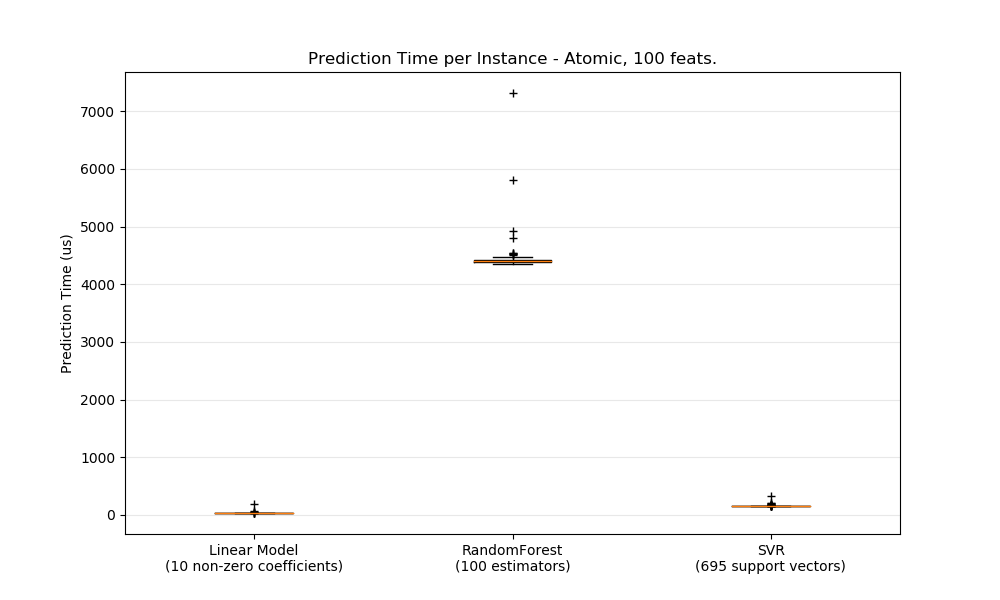 Prediction Time per Instance - Atomic, 100 feats.
Prediction Time (us)
7000
6000
5000
4000
3000
2000
1000
0
Linear Model
(10 non-zero coefficients)
RandomForest
(100 estimators)
SVR
(695 support vectors)